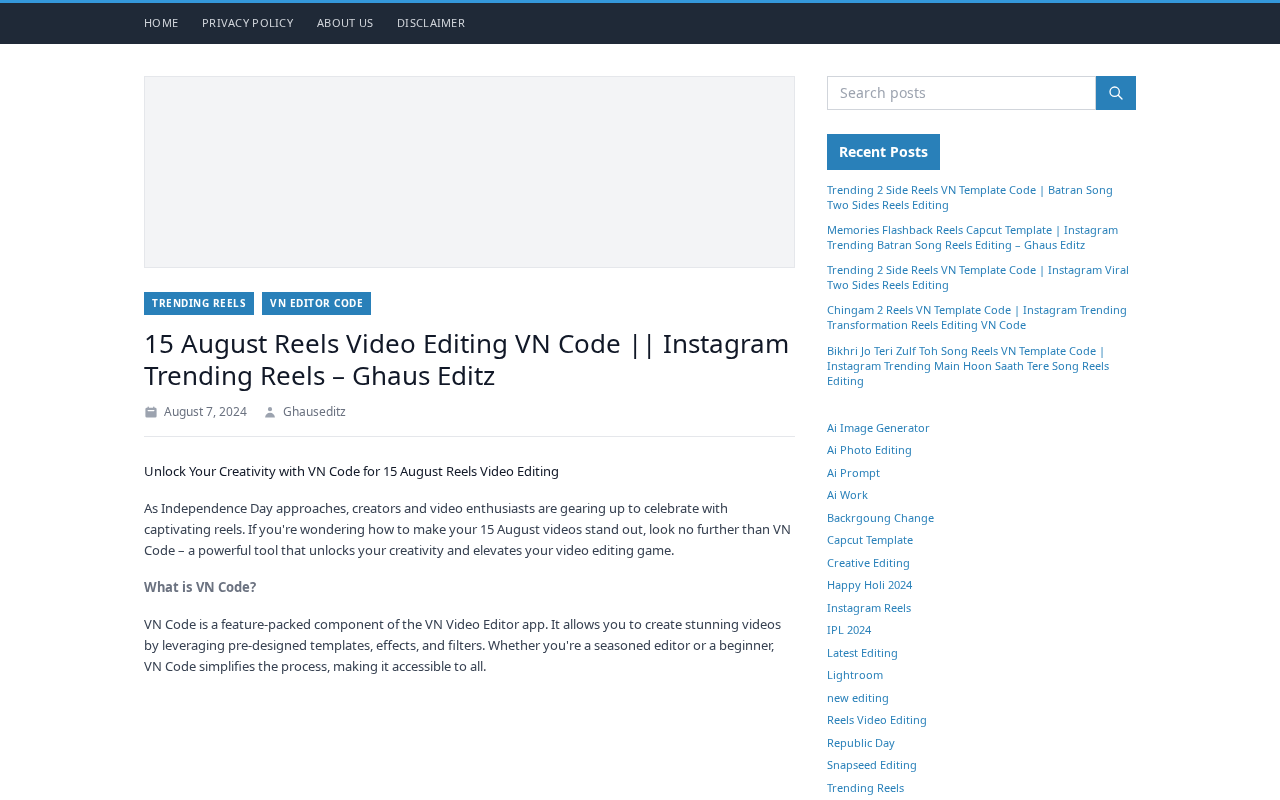 HOME PRIVACY POLICY ABOUT US DISCLAIMER
TRENDING REELS VN EDITOR CODE
15 August Reels Video Editing VN Code || Instagram
Trending Reels – Ghaus Editz
August 7, 2024 Ghauseditz
Unlock Your Creativity with VN Code for 15 August Reels Video Editing
As Independence Day approaches, creators and video enthusiasts are gearing up to celebrate with
captivating reels. If you're wondering how to make your 15 August videos stand out, look no further than VN
Code – a powerful tool that unlocks your creativity and elevates your video editing game.
What is VN Code?
VN Code is a feature-packed component of the VN Video Editor app. It allows you to create stunning videos
by leveraging pre-designed templates, effects, and filters. Whether you're a seasoned editor or a beginner,
VN Code simplifies the process, making it accessible to all.
Search posts
Recent Posts
Trending 2 Side Reels VN Template Code | Batran Song
Two Sides Reels Editing
Memories Flashback Reels Capcut Template | Instagram
Trending Batran Song Reels Editing – Ghaus Editz
Trending 2 Side Reels VN Template Code | Instagram Viral
Two Sides Reels Editing
Chingam 2 Reels VN Template Code | Instagram Trending
Transformation Reels Editing VN Code
Bikhri Jo Teri Zulf Toh Song Reels VN Template Code |
Instagram Trending Main Hoon Saath Tere Song Reels
Editing
Ai Image Generator
Ai Photo Editing
Ai Prompt
Ai Work
Backrgoung Change
Capcut Template
Creative Editing
Happy Holi 2024
Instagram Reels
IPL 2024
Latest Editing
Lightroom
new editing
Reels Video Editing
Republic Day
Snapseed Editing
Trending Reels